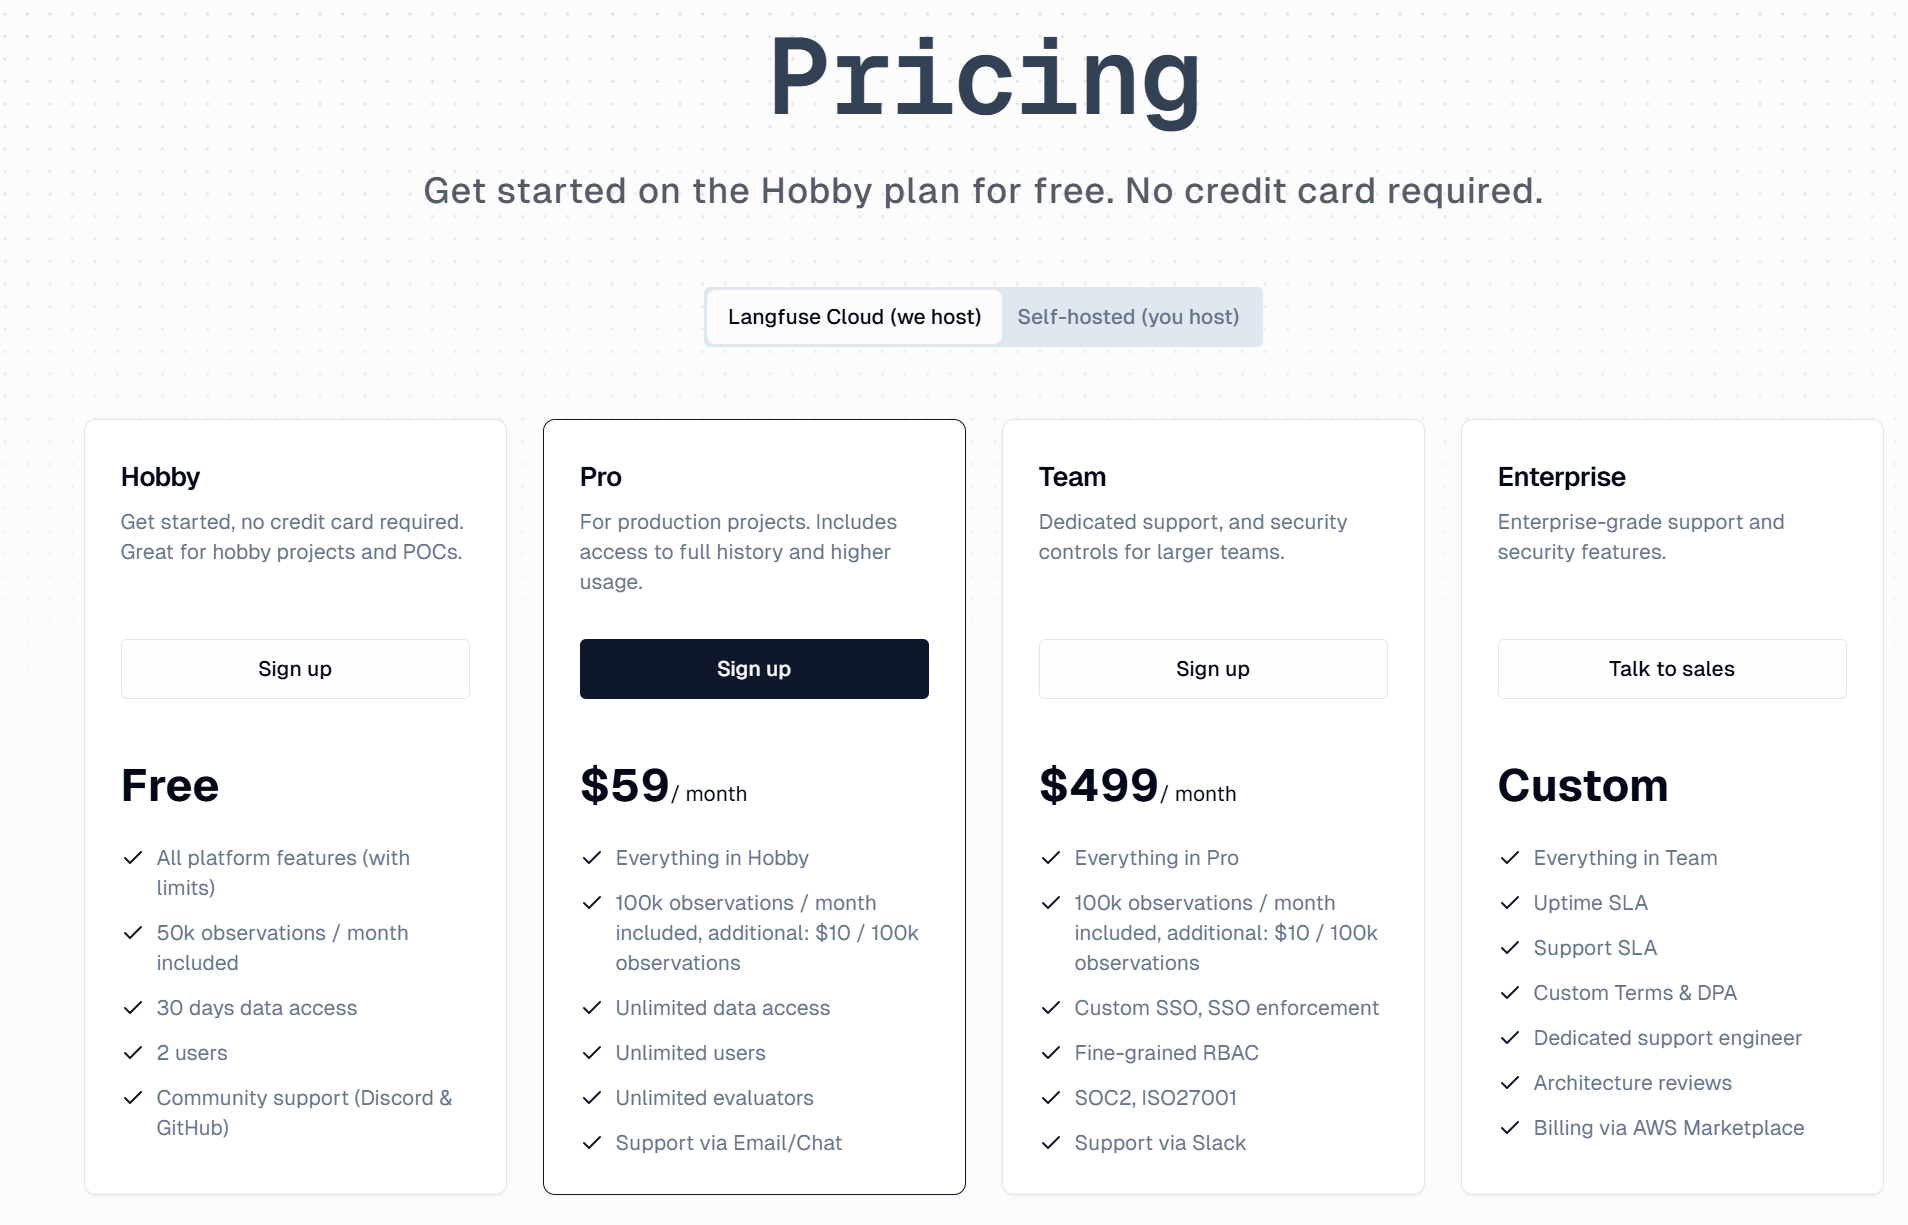 Pricing
Get started on the Hobby plan for free. No credit card required.
Langfuse Cloud (we host)
Self-hosted (you host)
Hobby
Get started, no credit card required.
Great for hobby projects and POCs.
Sign up
Free
All platform features (with
limits)
50k observations / month
included
30 days data access
2 users
Community support (Discord &
GitHub)
Pro
For production projects. Includes
access to full history and higher
usage.
Sign up
$59/ month
Everything in Hobby
100k observations / month
included, additional: $10 / 100k
observations
Unlimited data access
Unlimited users
Unlimited evaluators
Support via Email/Chat
Team
Dedicated support, and security
controls for larger teams.
Sign up
$499/ month
Everything in Pro
100k observations / month
included, additional: $10 / 100k
observations
Custom SSO, SSO enforcement
Fine-grained RBAC
SOC2, ISO27001
Support via Slack
Enterprise
Enterprise-grade support and
security features.
Talk to sales
Custom
Everything in Team
Uptime SLA
Support SLA
Custom Terms & DPA
Dedicated support engineer
Architecture reviews
Billing via AWS Marketplace